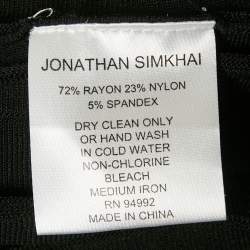 JONATHAN SIMKHAI
72% RAYON 23% NYLON
5% SPANDEX
DRY CLEAN ONLY
OR HAND WASH
IN COLD WATER
NON-CHLORINE
BLEACH
MEDIUM IRON
RN 94992
MADE IN CHINA